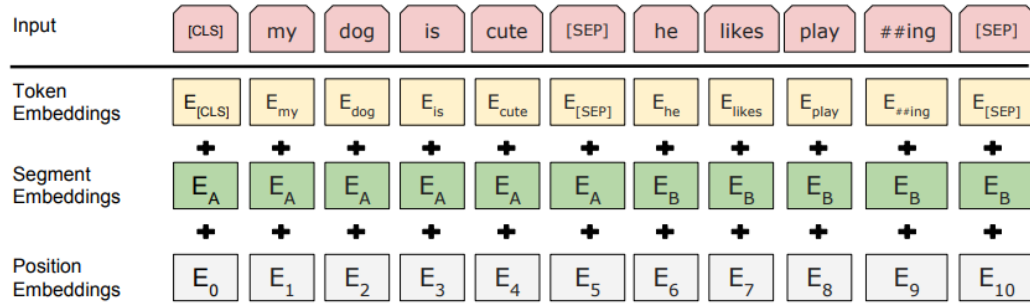 Input [CLS] my dog is cute [SEP] he likes play ##ing [SEP]
Token
Embeddings
E[CLS] Emy Edog Eis Ecute E[SEP] Ehe Elikes Eplay E##ing E[SEP]
+ + + + + + + + + + +
Segment
Embeddings
EA EA EA EA EA EA EB EB EB EB EB
+ + + + + + + + + + +
Position
Embeddings
E0 E1 E2 E3 E4 E5 E6 E7 E8 E9 E10